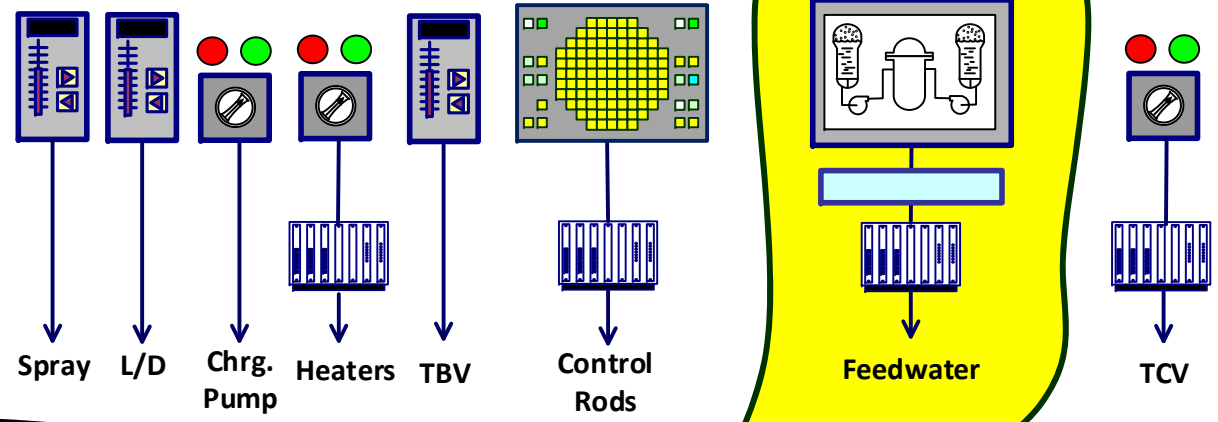 Spray
L/D
Chrg.
Pump
Heaters
TBV
Control
Rods
Feedwater
TCV